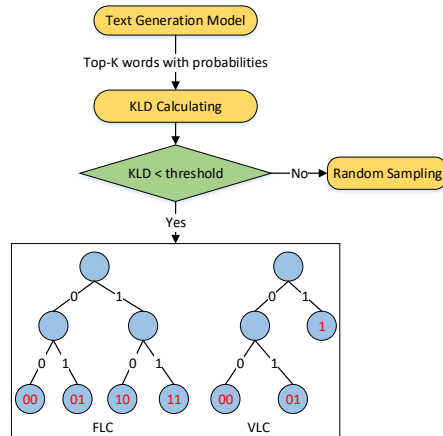 Text Generation Model
Top-K words with probabilities
KLD Calculating
KLD < threshold
No
Random Sampling
Yes
0 1 0 1
0 1 0 1 0 1 1
00 01 10 11 00 01
FLC VLC